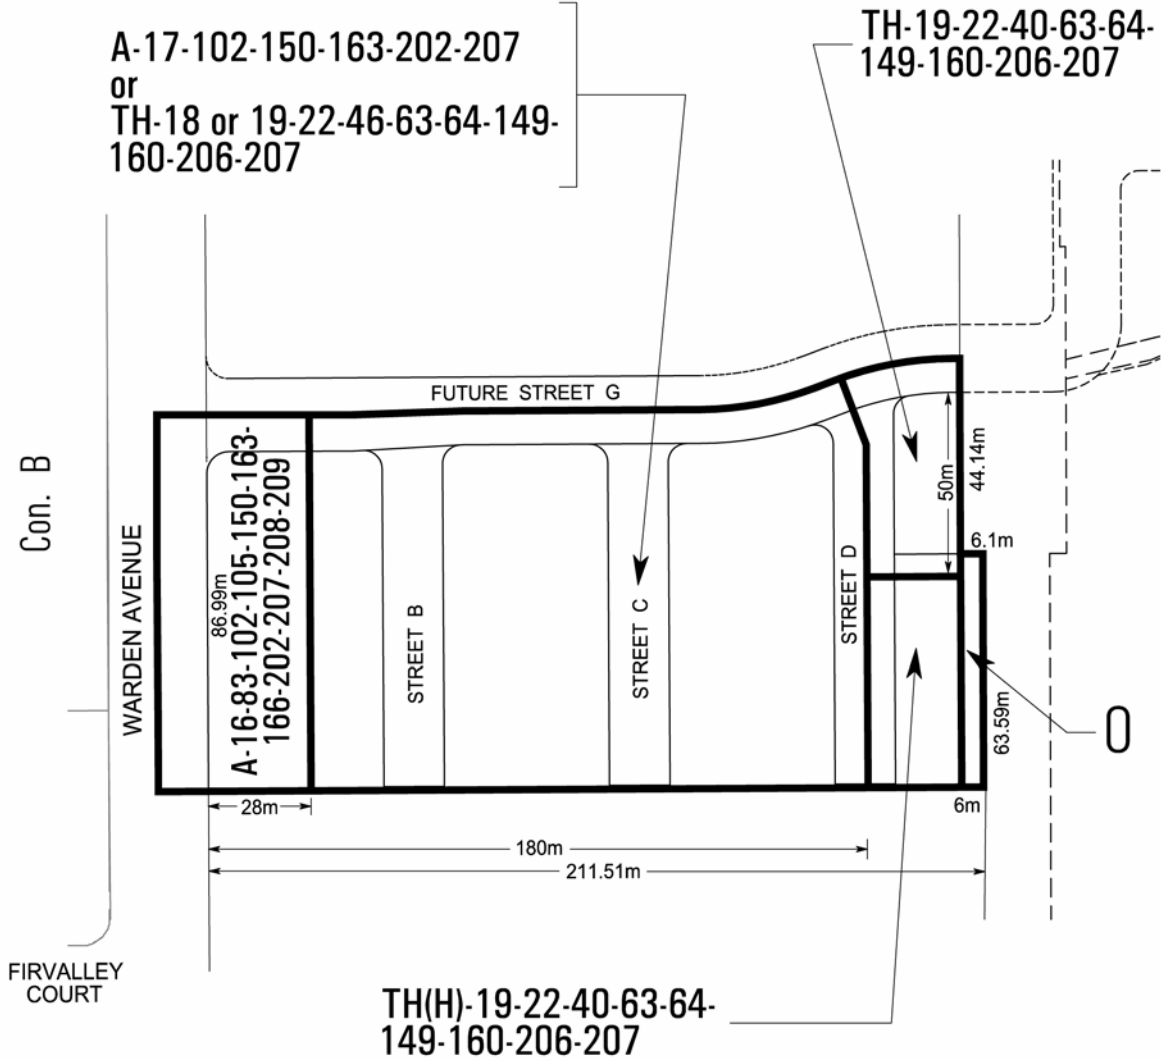 A-17-102-150-163-202-207
or
TH-18 or 19-22-46-63-64-149-
160-206-207
TH-19-22-40-63-64-
149-160-206-207
FUTURE STREET G
Con. B
WARDEN AVENUE
86.99m
A-16-83-102-105-150-163-
166-202-207-208-209
STREET B
STREET C
STREET D
50m
44.14m
6.1m
63.59m
O
28m
6m
180m
211.51m
FIRVALLEY
COURT
TH(H)-19-22-40-63-64-
149-160-206-207